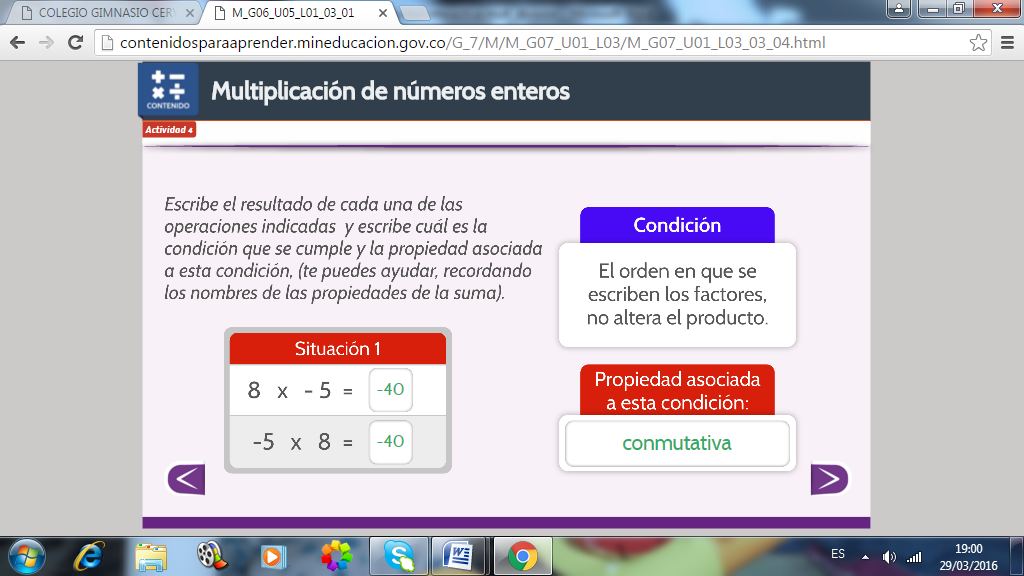 COLEGIO GIMNASIO CER
M_G06_U05_L01_03_01
contenidosparaaprender.mineducacion.gov.co/G_7/M/M_G07_U01_L03/M_G07_U01_L03_03_04.html
CONTENIDO
Multiplicación de números enteros
Actividad 4
Escribe el resultado de cada una de las
operaciones indicadas y escribe cuál es la
condición que se cumple y la propiedad asociada
a esta condición, (te puedes ayudar, recordando
los nombres de las propiedades de la suma).
Situación 1
8 x - 5 = -40
-5 x 8 = -40
Condición
El orden en que se
escriben los factores,
no altera el producto.
Propiedad asociada
a esta condición:
conmutativa
< >
ES
19:00
29/03/2016